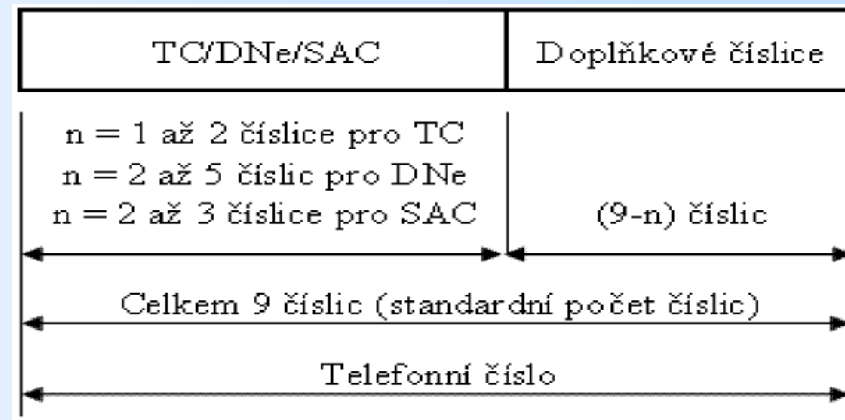 TC/DNe/SAC
Doplňkové číslice
n = 1 až 2 číslice pro TC
n = 2 až 5 číslic pro DNe
n = 2 až 3 číslice pro SAC
(9-n) číslic
Celkem 9 číslic (standardní počet číslic)
Telefonní číslo